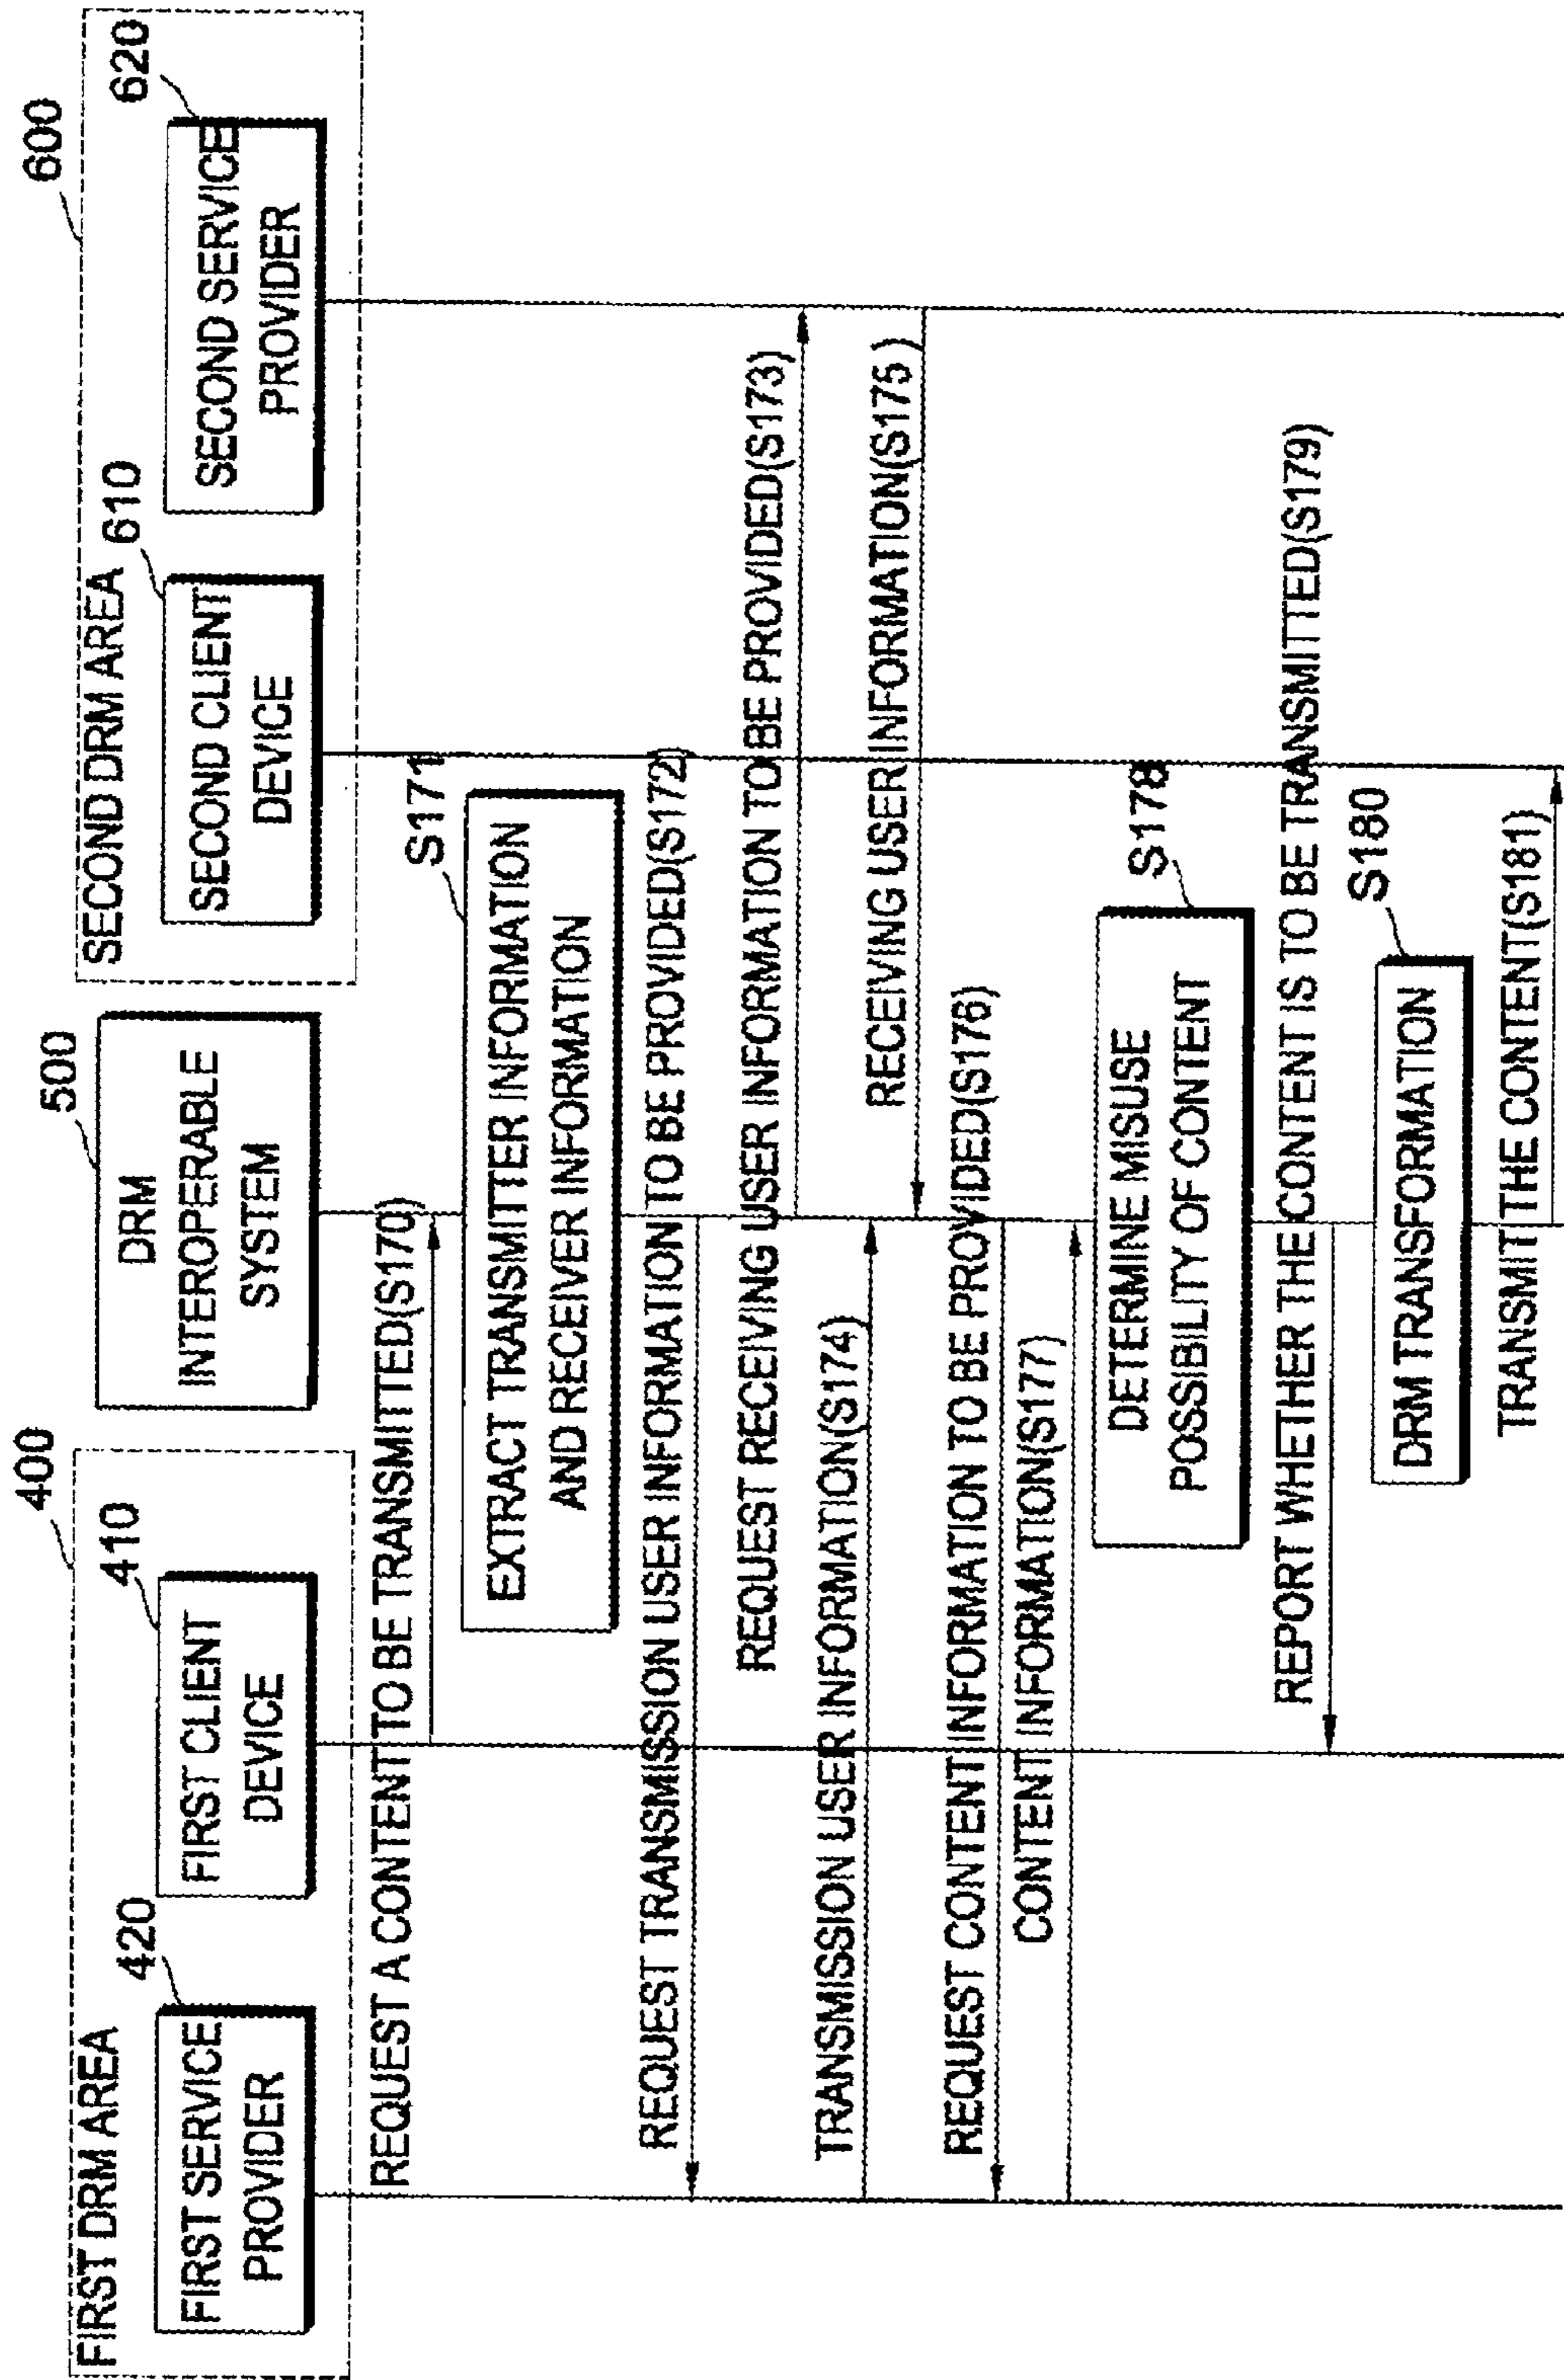 FIRST DRM AREA
400
420
FIRST SERVICE
PROVIDER
410
FIRST CLIENT
DEVICE
500
DRM
INTEROPERABLE
SYSTEM
600
SECOND DRM AREA
610
SECOND CLIENT
DEVICE
620
SECOND SERVICE
PROVIDER
REQUEST A CONTENT TO BE TRANSMITTED(S170)
S171
EXTRACT TRANSMITTER INFORMATION
AND RECEIVER INFORMATION
REQUEST TRANSMISSION USER INFORMATION TO BE PROVIDED(S172)
REQUEST RECEIVING USER INFORMATION TO BE PROVIDED(S173)
TRANSMISSION USER INFORMATION(S174)
RECEIVING USER INFORMATION(S175)
REQUEST CONTENT INFORMATION TO BE PROVIDED(S176)
CONTENT INFORMATION(S177)
S178
DETERMINE MISUSE
POSSIBILITY OF CONTENT
REPORT WHETHER THE CONTENT IS TO BE TRANSMITTED(S179)
S180
DRM TRANSFORMATION
TRANSMIT THE CONTENT(S181)